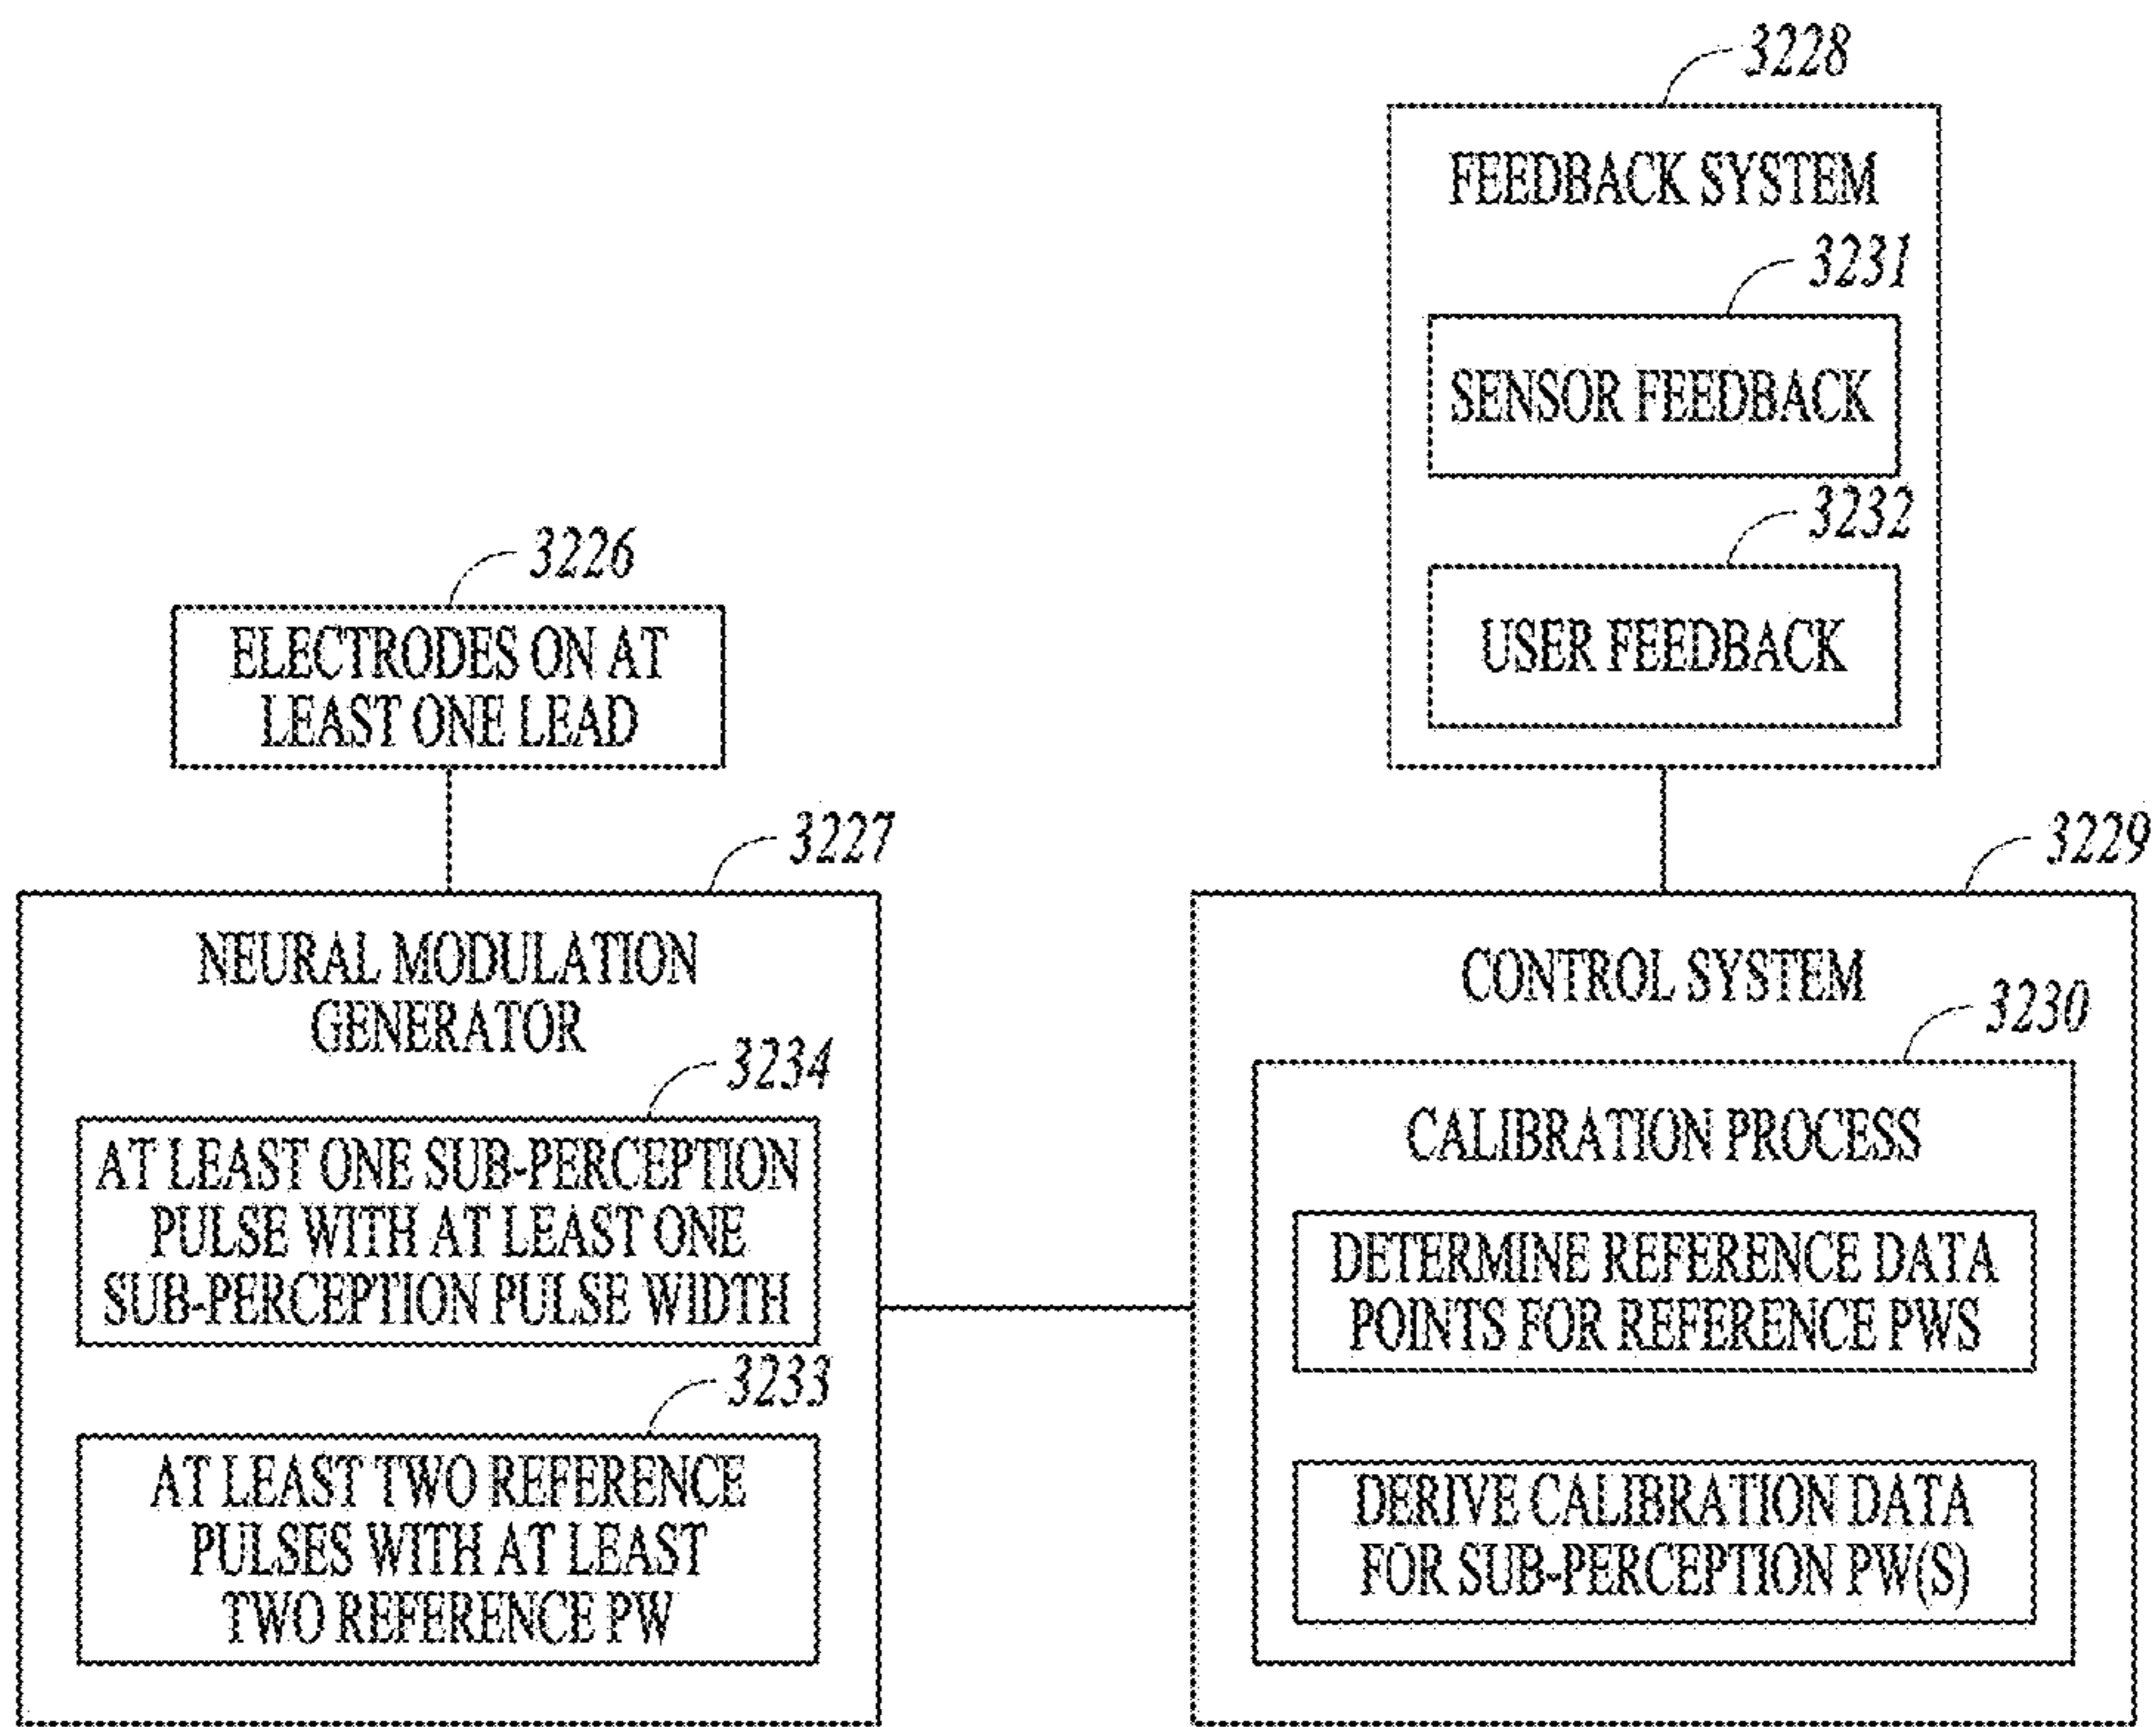 3228
FEEDBACK SYSTEM
3231
SENSOR FEEDBACK
3232
USER FEEDBACK
3226
ELECTRODES ON AT
LEAST ONE LEAD
3227
NEURAL MODULATION
GENERATOR
3234
AT LEAST ONE SUB-PERCEPTION
PULSE WITH AT LEAST ONE
SUB-PERCEPTION PULSE WIDTH
3233
AT LEAST TWO REFERENCE
PULSES WITH AT LEAST
TWO REFERENCE PW
3229
CONTROL SYSTEM
3230
CALIBRATION PROCESS
DETERMINE REFERENCE DATA
POINTS FOR REFERENCE PWS
DERIVE CALIBRATION DATA
FOR SUB-PERCEPTION PW(S)